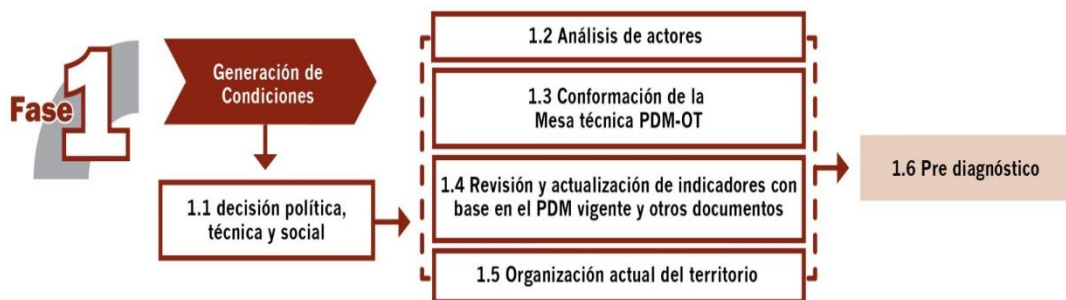 Fase 1
Generación de
Condiciones
1.1 decisión política,
técnica y social
1.2 Análisis de actores
1.3 Conformación de la
Mesa técnica PDM-OT
1.4 Revisión y actualización de indicadores con
base en el PDM vigente y otros documentos
1.5 Organización actual del territorio
1.6 Pre diagnóstico